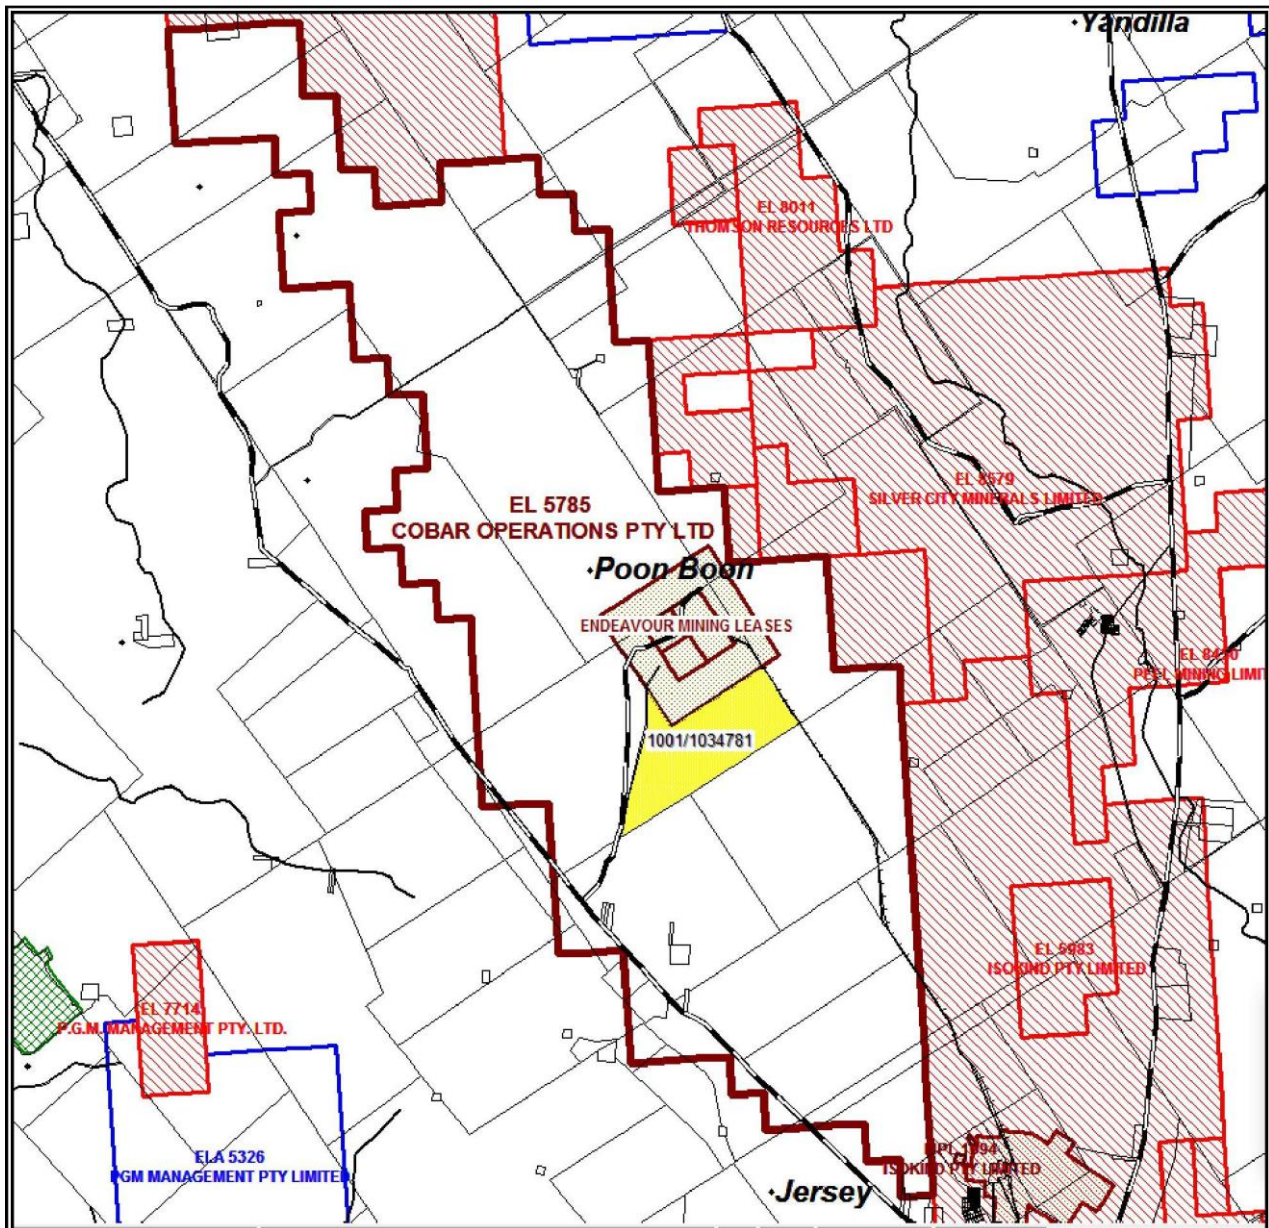 Yandilla
EL 8011
THOMSON RESOURCES LTD
EL 8579
SILVER CITY MINERALS LIMITED
EL 5785
COBAR OPERATIONS PTY LTD
Poon Boon
ENDEAVOUR MINING LEASES
PEEL MINING
1001/1034781
EL 5983
ISOKIND PTY LIMITED
EL 7714
P.G.M. MANAGEMENT PTY. LTD.
ELA 5326
PGM MANAGEMENT PTY LIMITED
ISOKIND PTY LIMITED
Jersey